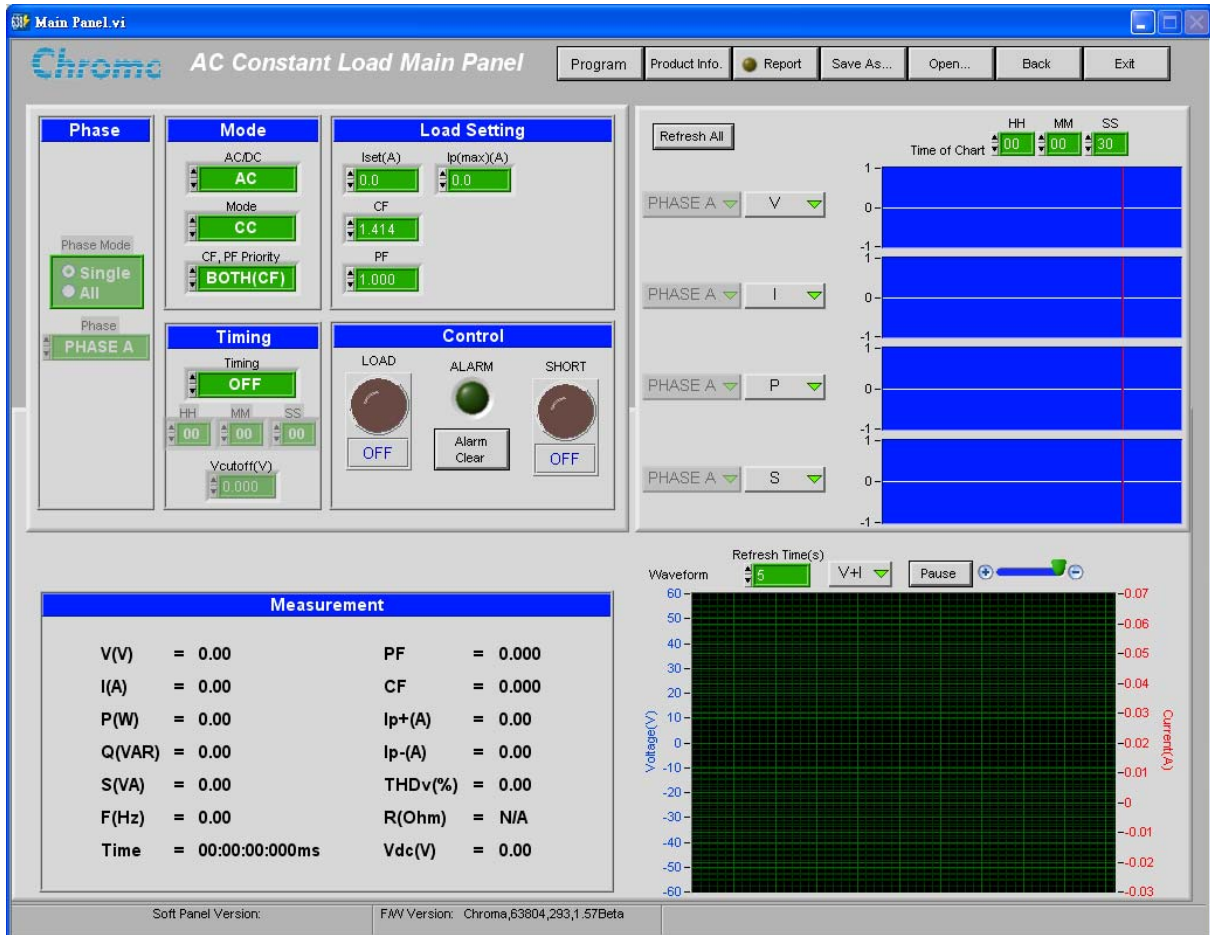 Main Panel.vi
Chroma AC Constant Load Main Panel
Program Product Info. Report Save As... Open... Back Exit
Phase
Phase Mode
Single
All
Phase
PHASE A
Mode
AC/DC
AC
Mode
CC
CF, PF Priority
BOTH(CF)
Load Setting
Iset(A) Ip(max)(A)
0.0 0.0
CF
1.414
PF
1.000
Timing
Timing
OFF
HH MM SS
00 00 00
Vcutoff(V)
0.000
Control
LOAD ALARM SHORT
OFF Alarm Clear OFF
Refresh All
HH MM SS
Time of Chart 00 00 30
PHASE A V
1
0
-1
PHASE A I
1
0
-1
PHASE A P
1
0
-1
PHASE A S
1
0
-1
Measurement
V(V) = 0.00 PF = 0.000
I(A) = 0.00 CF = 0.000
P(W) = 0.00 Ip+(A) = 0.00
Q(VAR) = 0.00 Ip-(A) = 0.00
S(VA) = 0.00 THDv(%) = 0.00
F(Hz) = 0.00 R(Ohm) = N/A
Time = 00:00:00:000ms Vdc(V) = 0.00
Refresh Time(s)
Waveform 5 V+I Pause
60
50
40
30
20
10
0
-10
-20
-30
-40
-50
-60
Voltage(V)
-0.07
-0.06
-0.05
-0.04
-0.03
-0.02
-0.01
-0
--0.01
--0.02
--0.03
Current(A)
Soft Panel Version: F/W Version: Chroma,63804,293,1.57Beta